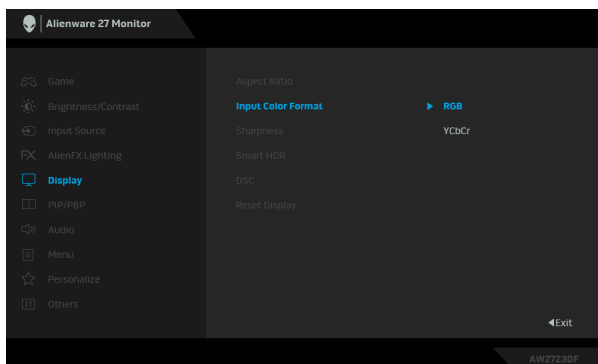 Alienware 27 Monitor
Game
Aspect Ratio
Brightness/Contrast
Input Color Format
RGB
Input Source
Sharpness
YCbCr
AlienFX Lighting
Smart HDR
Display
DSC
PIP/PBP
Reset Display
Audio
Menu
Personalize
Others
Exit
AW2723DF